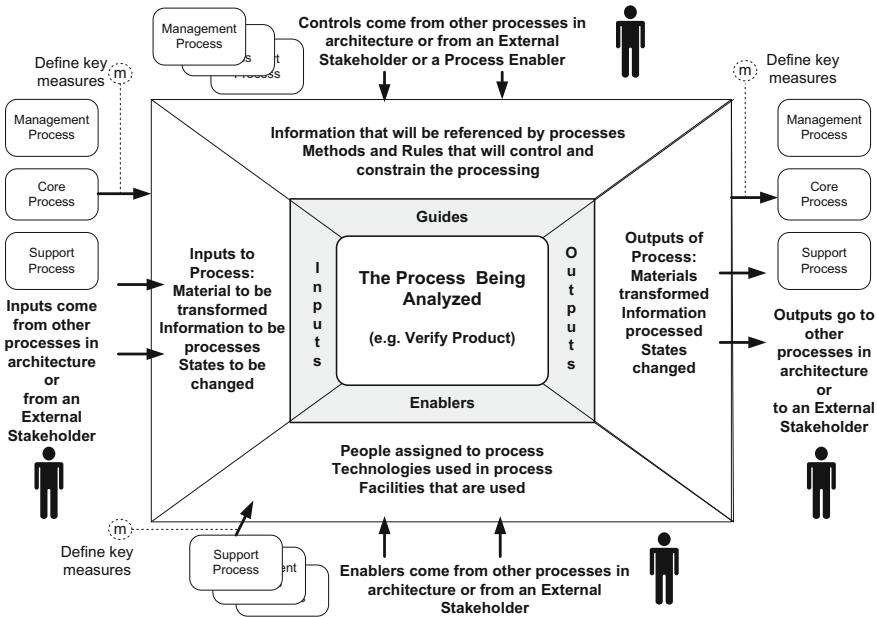 Management
Process
s
rt
Process
Controls come from other processes in
architecture or from an External
Stakeholder or a Process Enabler
Define key
measures
m
m
Define key
measures
Management
Process
Core
Process
Support
Process
Inputs come
from other
processes in
architecture
or
from an
External
Stakeholder
Information that will be referenced by processes
Methods and Rules that will control and
constrain the processing
Guides
Inputs to
Process:
Material to be
transformed
Information to be
processes
States to be
changed
Inputs
The Process Being
Analyzed
(e.g. Verify Product)
Outputs
Outputs of
Process:
Materials
transformed
Information
processed
States
changed
Enablers
People assigned to process
Technologies used in process
Facilities that are used
Management
Process
Core
Process
Support
Process
Outputs go to
other
processes in
architecture
or
to an External
Stakeholder
m
Define key
measures
Support
Process
ent
Enablers come from other processes in
architecture or from an External
Stakeholder